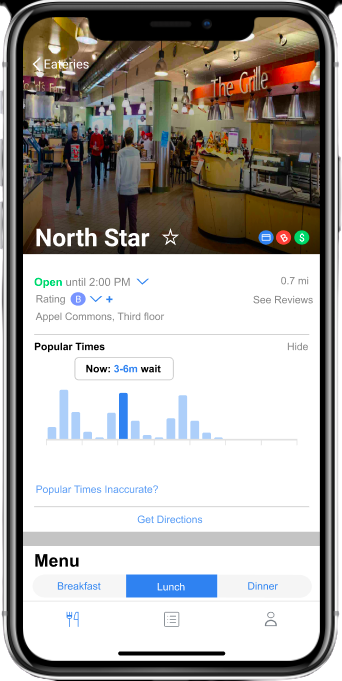 Eateries
The Grille
North Star
B $
Open until 2:00 PM
0.7 mi
Rating B +
See Reviews
Appel Commons, Third floor
Popular Times
Hide
Now: 3-6m wait
Popular Times Inaccurate?
Get Directions
Menu
Breakfast
Lunch
Dinner